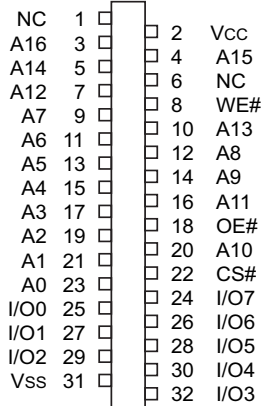 NC 1
2 Vcc
A16 3
4 A15
A14 5
6 NC
A12 7
8 WE#
A7 9
10 A13
A6 11
12 A8
A5 13
14 A9
A4 15
16 A11
A3 17
18 OE#
A2 19
20 A10
A1 21
22 CS#
A0 23
24 I/O7
I/O0 25
26 I/O6
I/O1 27
28 I/O5
I/O2 29
30 I/O4
Vss 31
32 I/O3